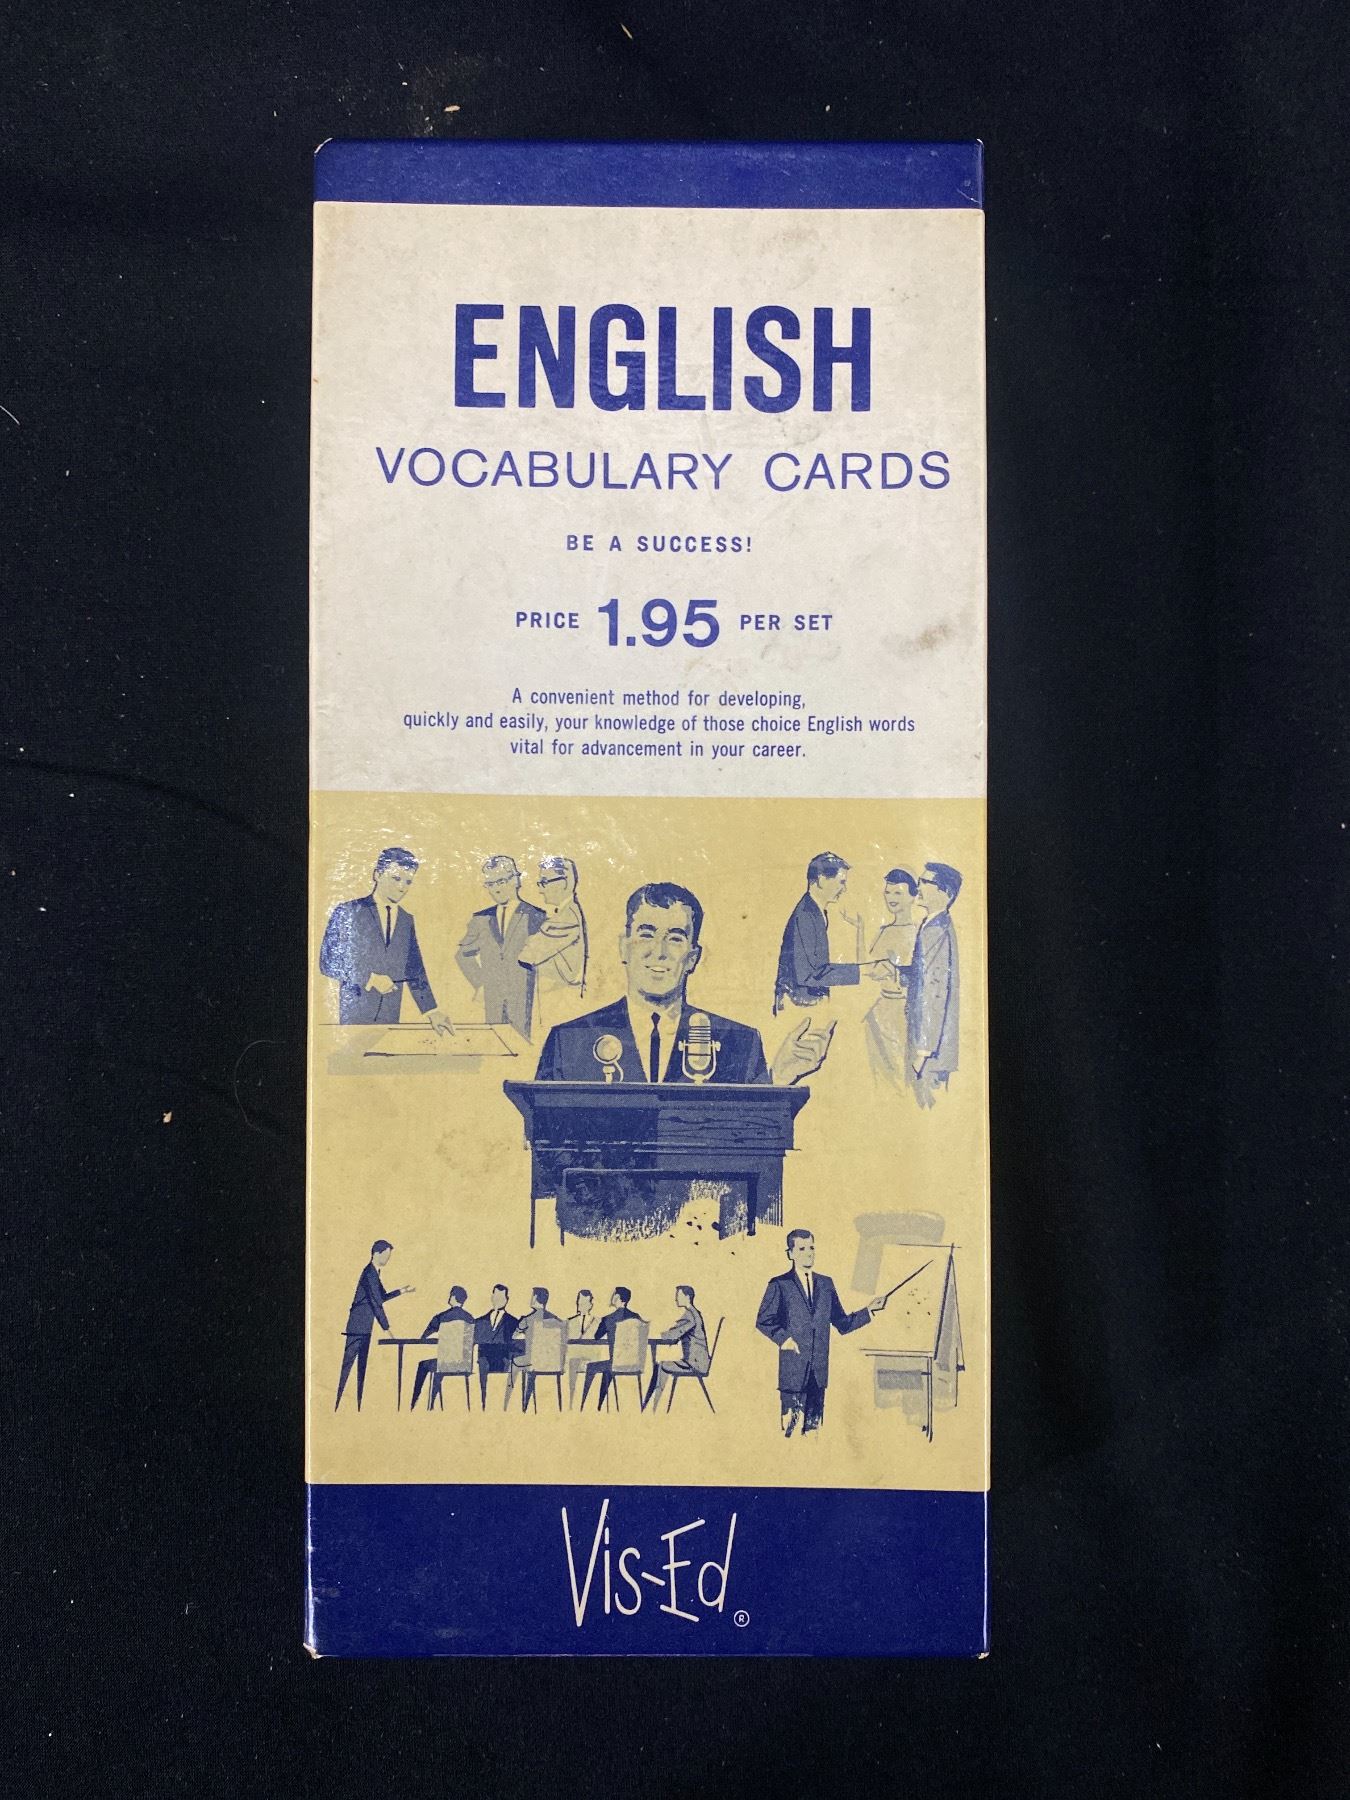 ENGLISH
VOCABULARY CARDS
BE A SUCCESS!
PRICE 1.95 PER SET
A convenient method for developing,
quickly and easily, your knowledge of those choice English words
vital for advancement in your career.
Vis-Ed ®